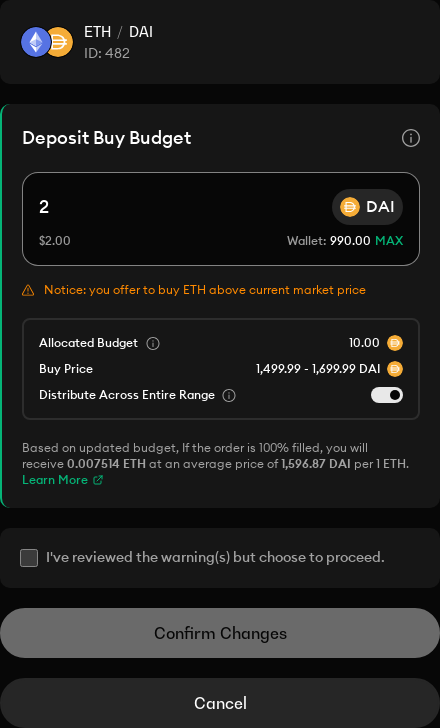 ETH / DAI
ID: 482
Deposit Buy Budget
2
DAI
$2.00
Wallet: 990.00 MAX
Notice: you offer to buy ETH above current market price
Allocated Budget
10.00
Buy Price
1,499.99 - 1,699.99 DAI
Distribute Across Entire Range
Based on updated budget, If the order is 100% filled, you will
receive 0.007514 ETH at an average price of 1,596.87 DAI per 1 ETH.
Learn More
I've reviewed the warning(s) but choose to proceed.
Confirm Changes
Cancel